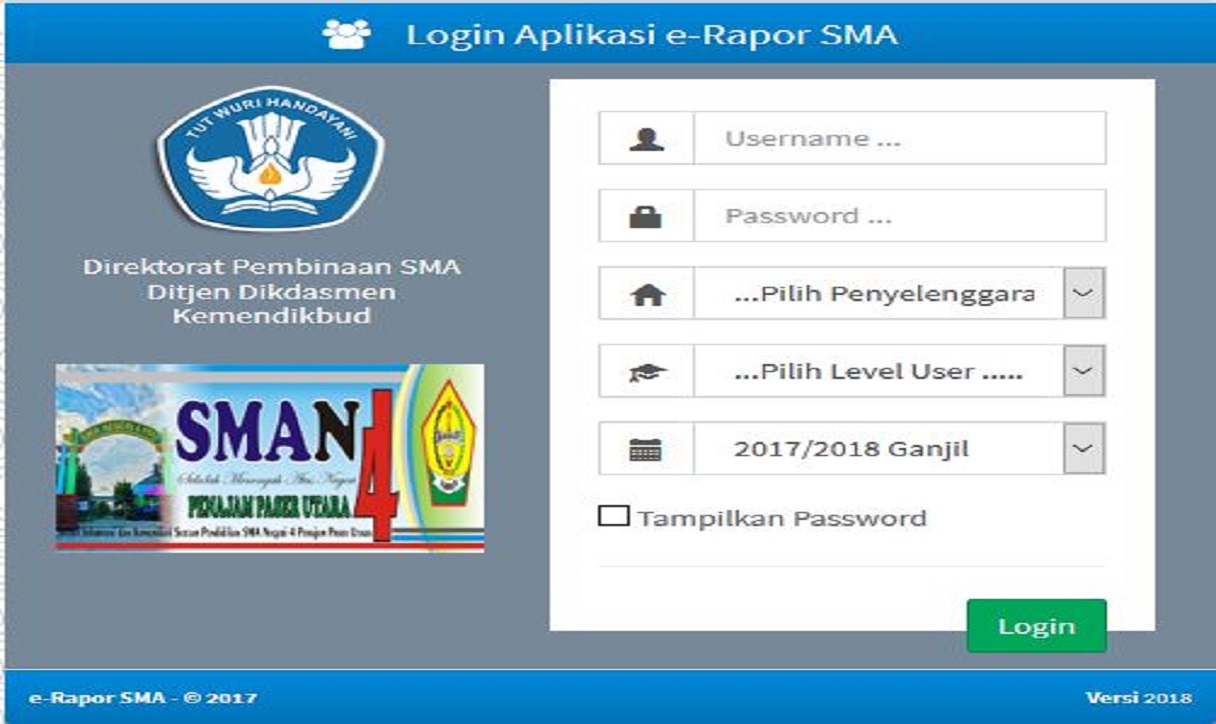 Login Aplikasi e-Rapor SMA
TUT WURI HANDAYANI
Direktorat Pembinaan SMA
Ditjen Dikdasmen
Kemendikbud
SMAN 4
Sekolah Menengah Atas Negeri
PENAJAM PASER UTARA
Username ...
Password ...
...Pilih Penyelenggara
...Pilih Level User .....
2017/2018 Ganjil
Tampilkan Password
Login
e-Rapor SMA - © 2017
Versi 2018